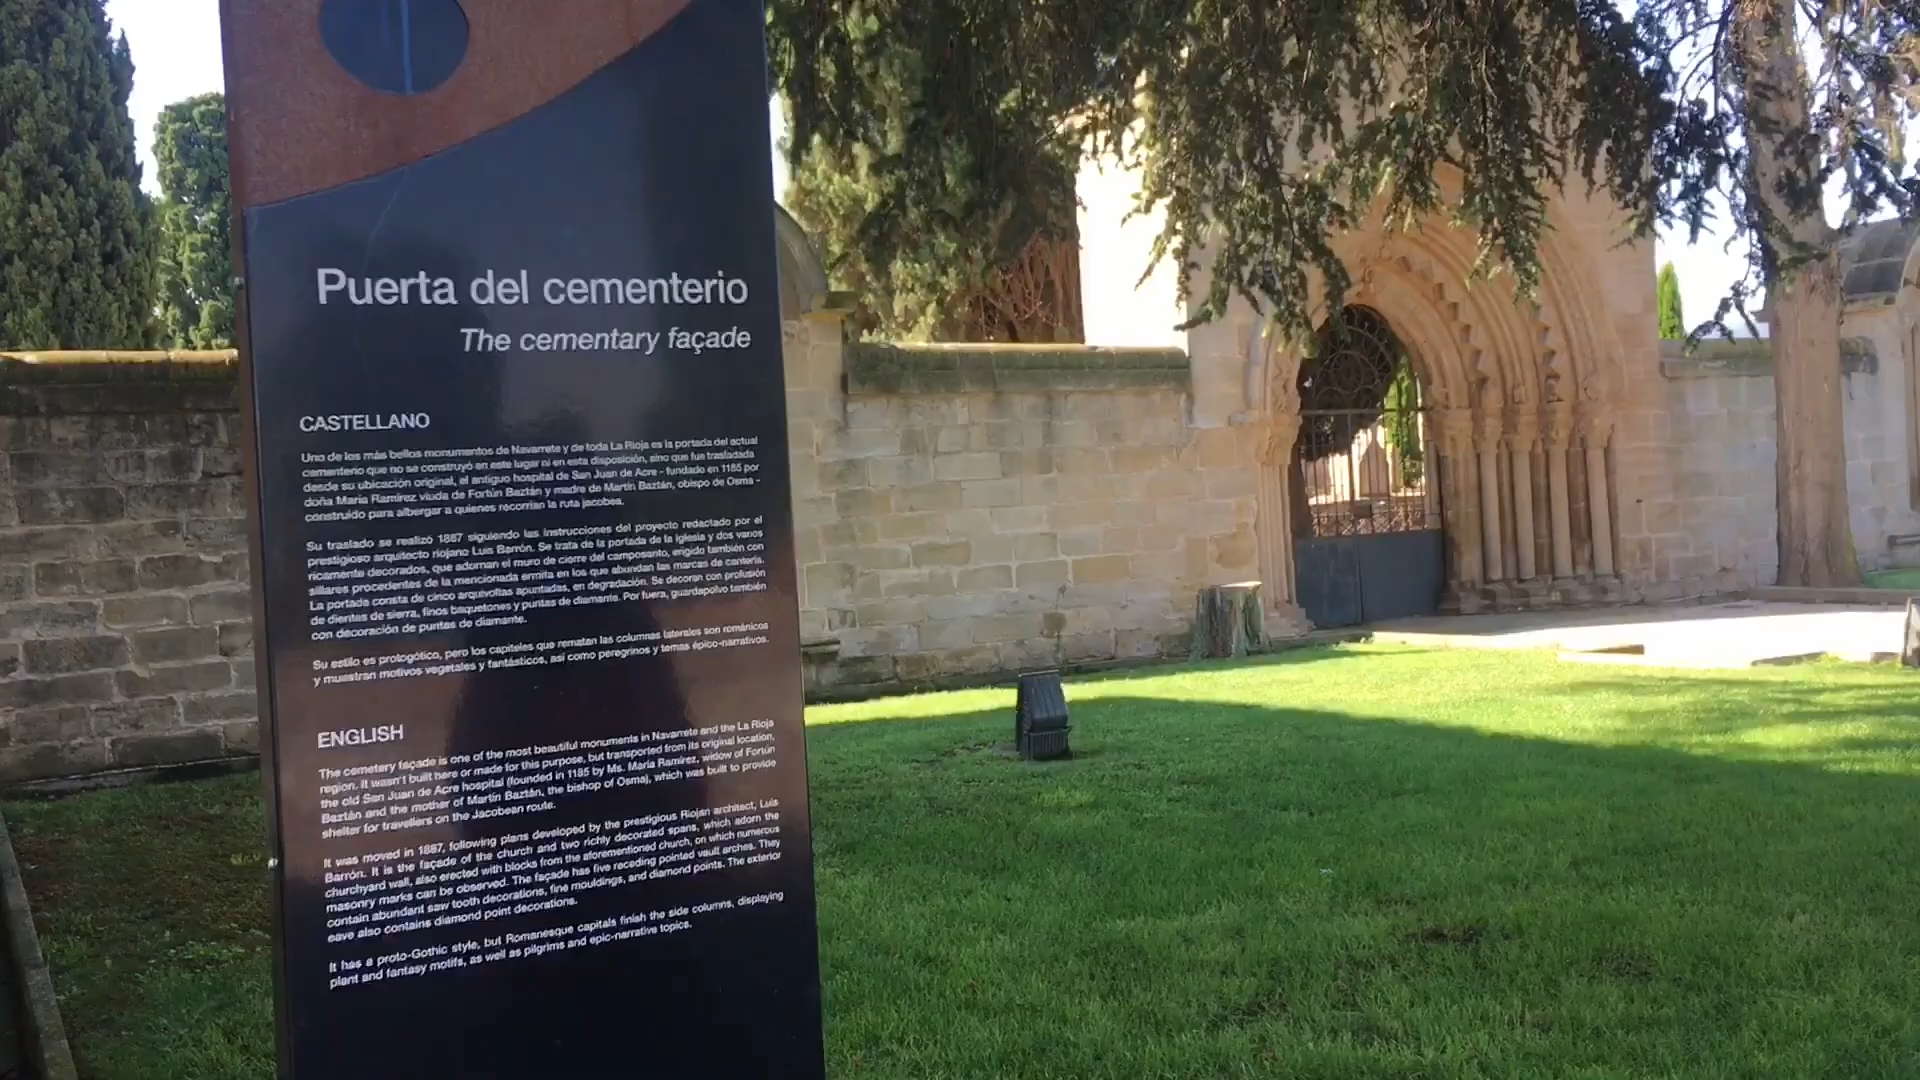 Puerta del cementerio
The cementary façade
CASTELLANO
Uno de los más bellos monumentos de Navarrete y de toda La Rioja es la portada del actual
cementerio que no se construyó en este lugar ni en esta disposición, sino que fue trasladada
desde su ubicación original, el antiguo hospital de San Juan de Acre - fundado en 1185 por
doña María Ramírez viuda de Fortún Baztán y madre de Martín Baztán, obispo de Osma -
construido para albergar a quienes recorrían la ruta jacobea.
Su traslado se realizó 1887 siguiendo las instrucciones del proyecto redactado por el
prestigioso arquitecto riojano Luis Barrón. Se trata de la portada de la iglesia y dos vanos
ricamente decorados, que adornan el muro de cierre del camposanto, erigido también con
sillares procedentes de la mencionada ermita en los que abundan las marcas de cantería.
La portada consta de cinco arquivoltas apuntadas, en degradación. Se decoran con profusión
de dientes de sierra, finos baquetones y puntas de diamante. Por fuera, guardapolvo también
con decoración de puntas de diamante.
Su estilo es protogótico, pero los capiteles que rematan las columnas laterales son románicos
y muestran motivos vegetales y fantásticos, así como peregrinos y temas épico-narrativos.
ENGLISH
The cemetery façade is one of the most beautiful monuments in Navarrete and the La Rioja
region. It wasn't built here or made for this purpose, but transported from its original location,
the old San Juan de Acre hospital (founded in 1185 by Ms. María Ramírez, widow of Fortún
Baztán and the mother of Martín Baztán, the bishop of Osma), which was built to provide
shelter for travellers on the Jacobean route.
It was moved in 1887, following plans developed by the prestigious Riojan architect, Luis
Barrón. It is the façade of the church and two richly decorated spans, which adorn the
churchyard wall, also erected with blocks from the aforementioned church, on which numerous
masonry marks can be observed. The façade has five receding pointed vault arches. They
contain abundant saw tooth decorations, fine mouldings, and diamond points. The exterior
eave also contains diamond point decorations.
It has a proto-Gothic style, but Romanesque capitals finish the side columns, displaying
plant and fantasy motifs, as well as pilgrims and epic-narrative topics.